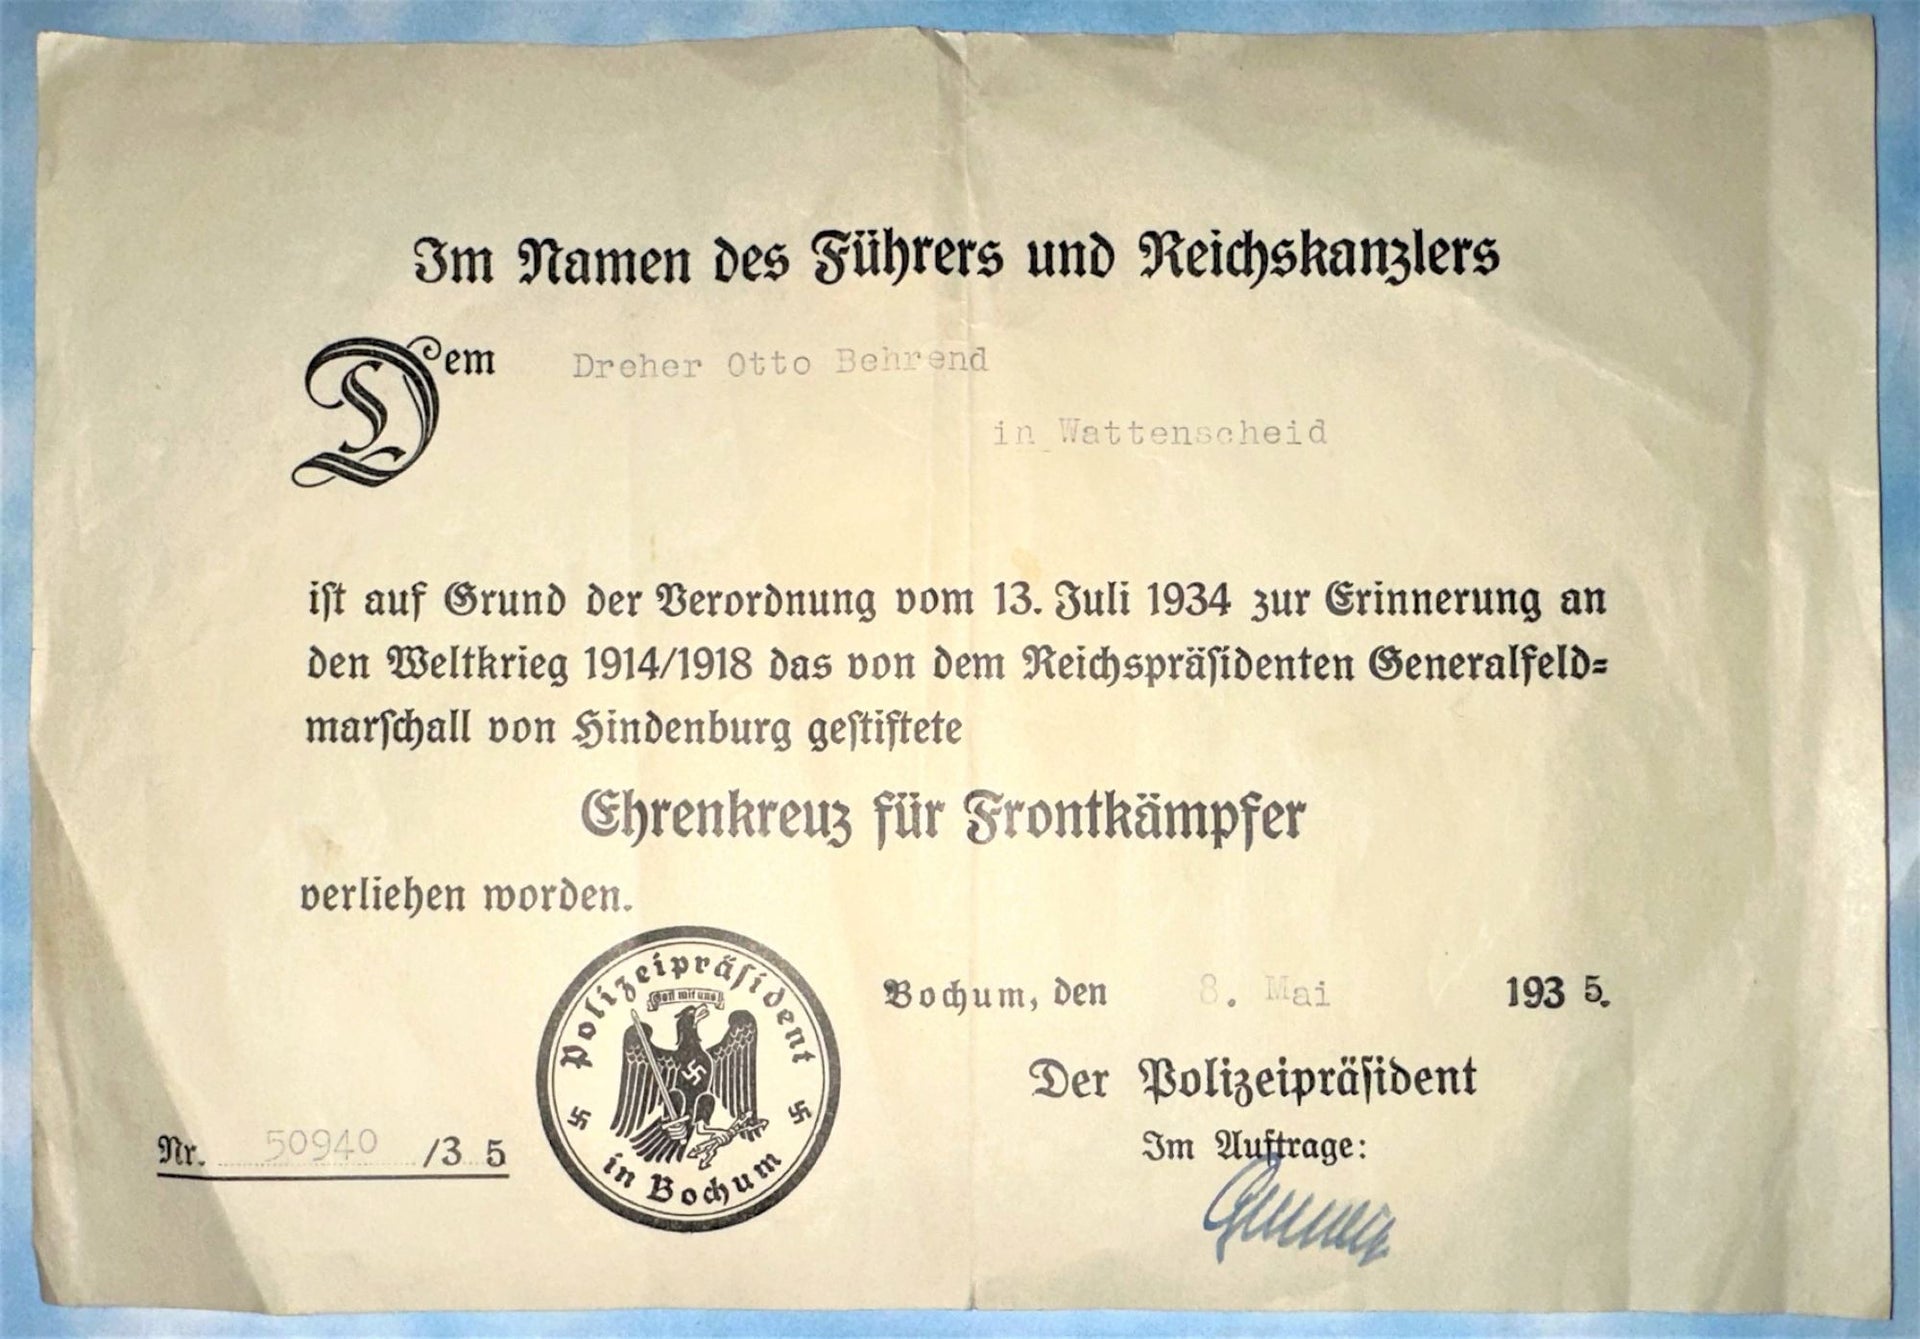 Im Namen des Führers und Reichskanzlers
Dem Dreher Otto Behrend
in Wattenscheid
ist auf Grund der Verordnung vom 13. Juli 1934 zur Erinnerung an
den Weltkrieg 1914/1918 das von dem Reichspräsidenten Generalfeld=
marschall von Hindenburg gestiftete
Ehrenkreuz für Frontkämpfer
verliehen worden.
Polizeipräsident
Gott mit uns!
in Bochum
Bochum, den 8. Mai 1935.
Der Polizeipräsident
Im Auftrage:
Nr. 50940 /35